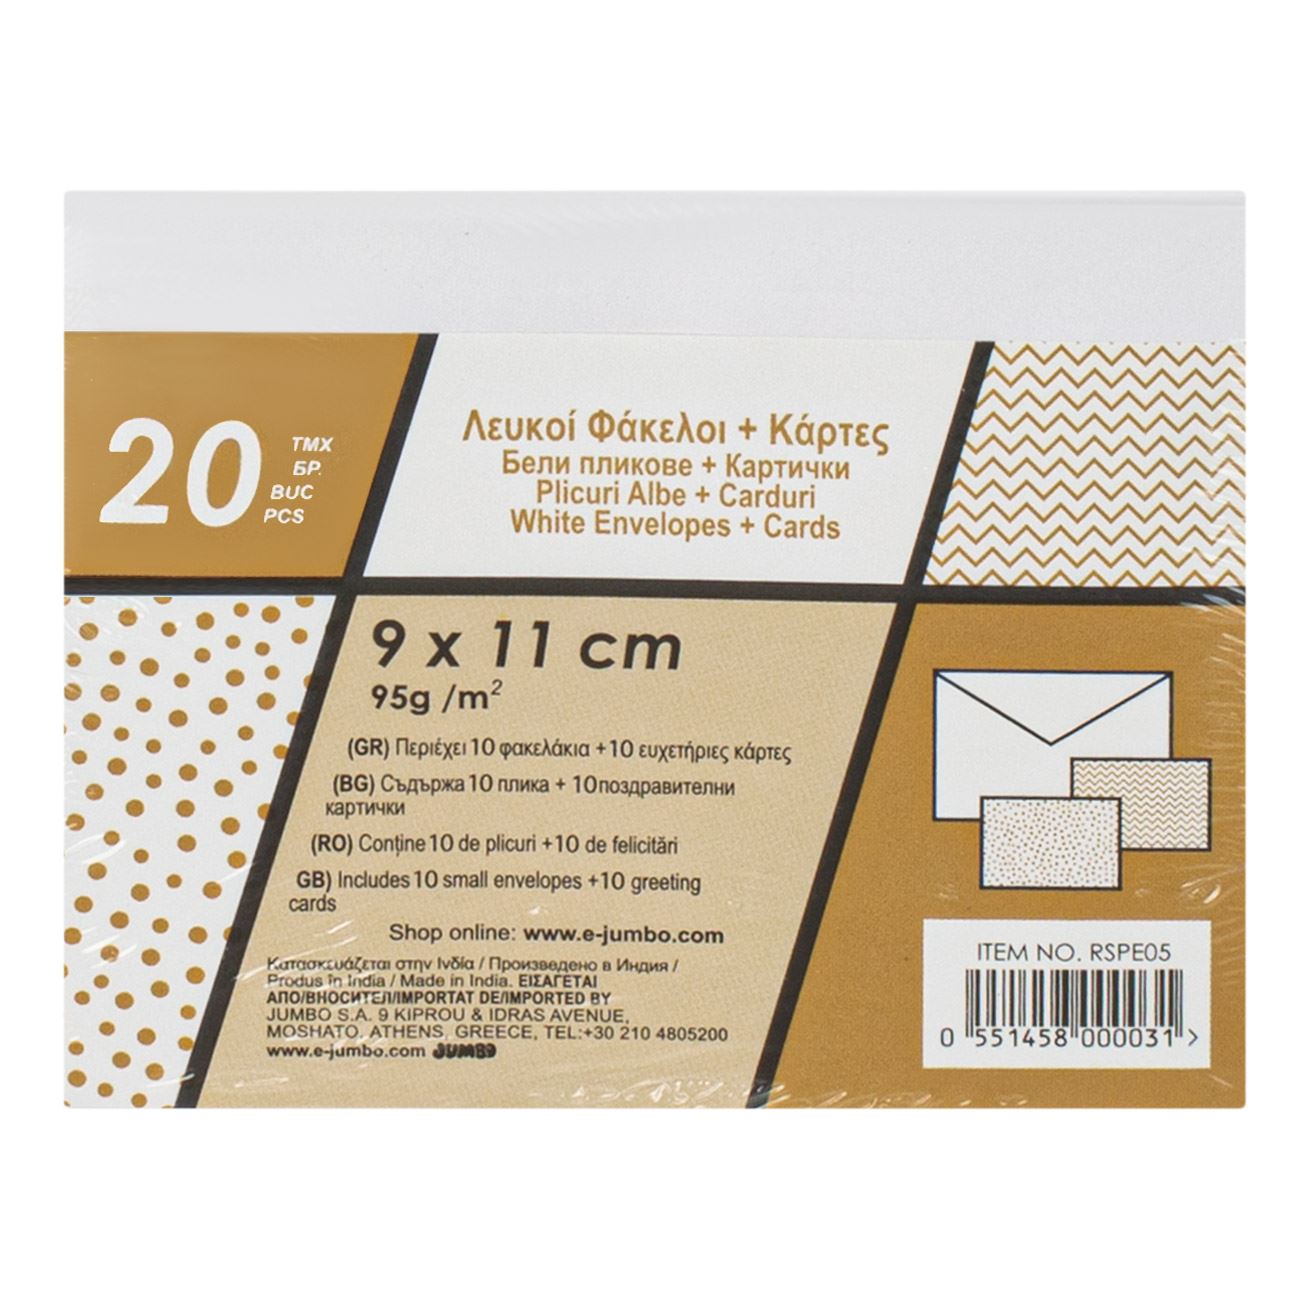 20
ΤΜΧ
БР.
BUC
PCS
Λευκοί Φάκελοι + Κάρτες
Бели пликове + Картички
Plicuri Albe + Carduri
White Envelopes + Cards
9 x 11 cm
95g /m²
(GR) Περιέχει 10 φακελάκια +10 ευχετήριες κάρτες
(BG) Съдържа 10 плика + 10поздравителни
картички
(RO) Conține 10 de plicuri +10 de felicitări
GB) Includes 10 small envelopes +10 greeting
cards
Shop online: www.e-jumbo.com
Κατασκευάζεται στην Ινδία / Произведено в Индия /
Produs în India / Made in India. ΕΙΣΑΓΕΤΑΙ
ΑΠΟ/ВНОСИТЕЛ/IMPORTAT DE/IMPORTED BY
JUMBO S.A. 9 KIPROU & IDRAS AVENUE,
MOSHATO, ATHENS, GREECE, TEL:+30 210 4805200
www.e-jumbo.com JUMBO
ITEM NO. RSPE05
0 551458 000031 >